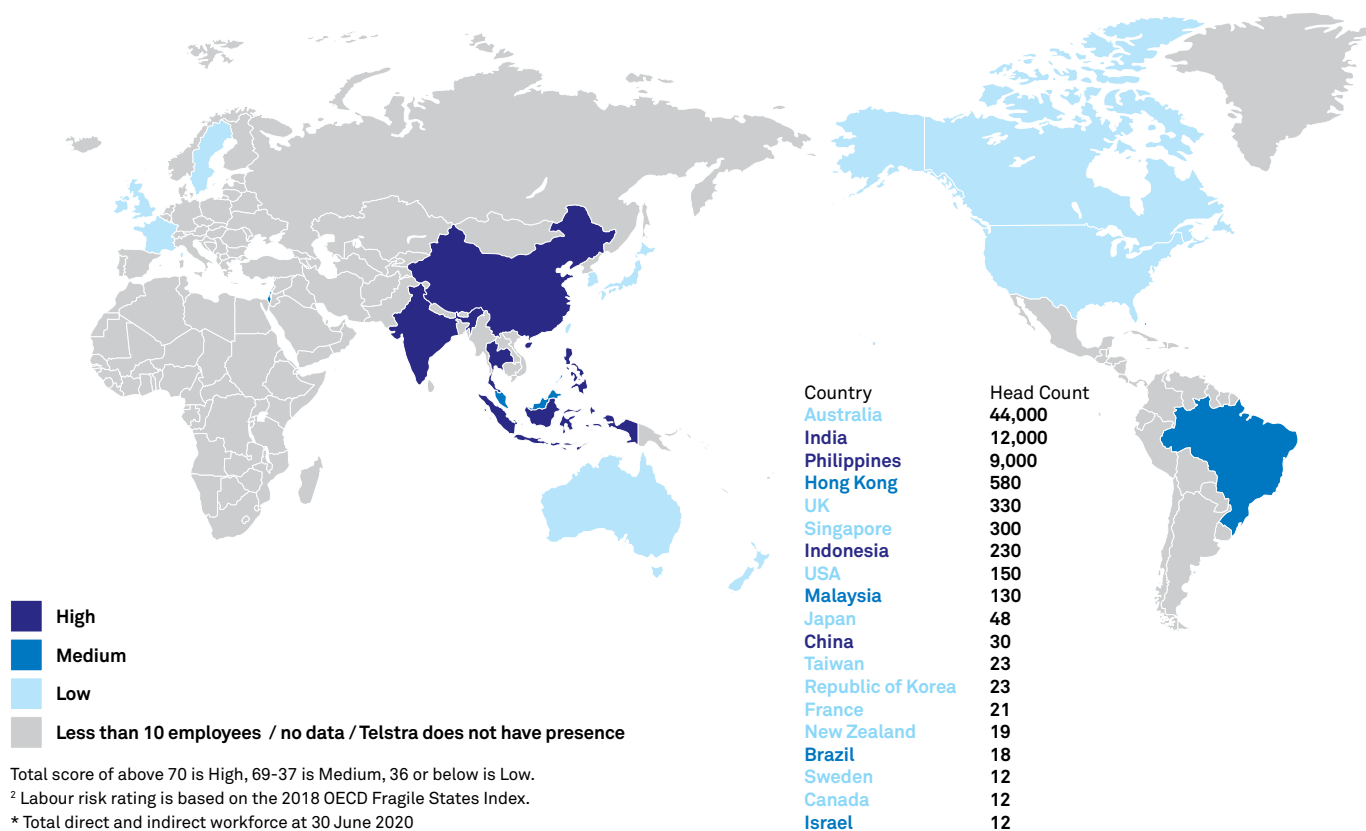 Country Head Count
Australia 44,000
India 12,000
Philippines 9,000
Hong Kong 580
UK 330
Singapore 300
Indonesia 230
USA 150
Malaysia 130
Japan 48
China 30
Taiwan 23
Republic of Korea 23
France 21
New Zealand 19
Brazil 18
Sweden 12
Canada 12
Israel 12
High
Medium
Low
Less than 10 employees / no data / Telstra does not have presence
Total score of above 70 is High, 69-37 is Medium, 36 or below is Low.
² Labour risk rating is based on the 2018 OECD Fragile States Index.
* Total direct and indirect workforce at 30 June 2020